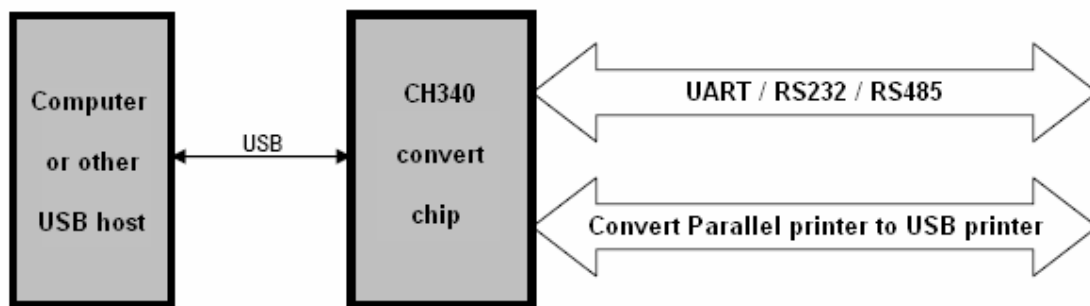 Computer
or other
USB host
USB
CH340
convert
chip
UART / RS232 / RS485
Convert Parallel printer to USB printer